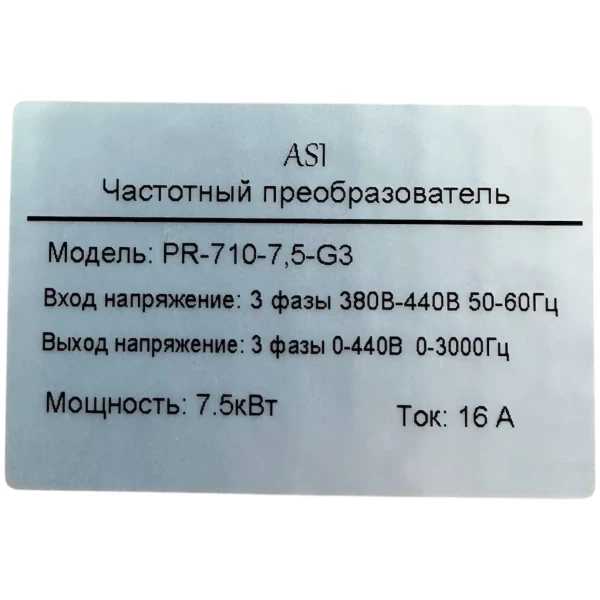 ASI
Частотный преобразователь
Модель: PR-710-7,5-G3
Вход напряжение: 3 фазы 380В-440В 50-60Гц
Выход напряжение: 3 фазы 0-440В 0-3000Гц
Мощность: 7.5кВт
Ток: 16 А